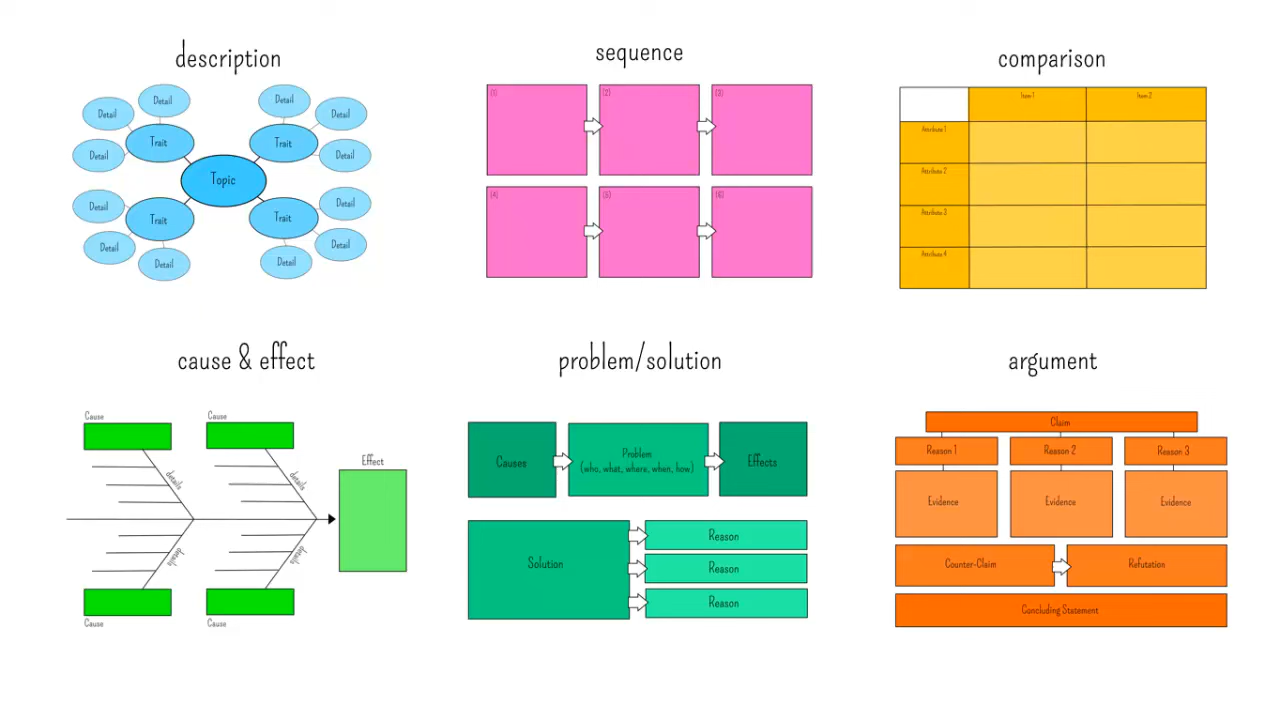 description
Detail
Detail
Detail
Detail
Detail
Detail
Trait
Trait
Topic
Detail
Detail
Trait
Trait
Detail
Detail
Detail
Detail
sequence
(1)
(2)
(3)
(4)
(5)
(6)
comparison
Item 1
Item 2
Attribute 1
Attribute 2
Attribute 3
Attribute 4
cause & effect
Cause
Cause
details
details
Effect
details
details
Cause
Cause
problem/solution
Causes
Problem
(who, what, where, when, how)
Effects
Solution
Reason
Reason
Reason
argument
Claim
Reason 1
Reason 2
Reason 3
Evidence
Evidence
Evidence
Counter-Claim
Refutation
Concluding Statement